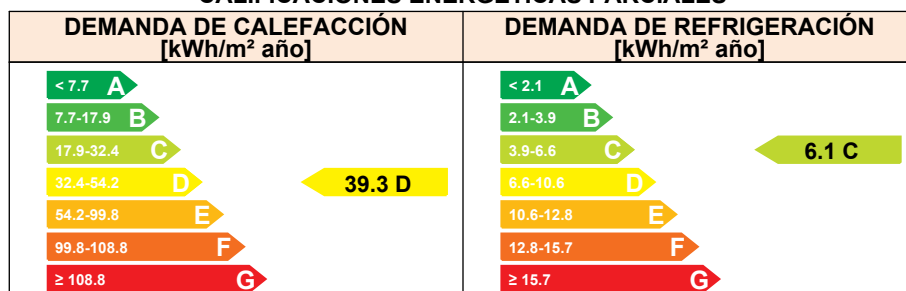 CALIFICACIONES ENERGÉTICAS PARCIALES
DEMANDA DE CALEFACCIÓN
[kWh/m² año]
< 7.7 A
7.7-17.9 B
17.9-32.4 C
32.4-54.2 D
39.3 D
54.2-99.8 E
99.8-108.8 F
≥ 108.8 G
DEMANDA DE REFRIGERACIÓN
[kWh/m² año]
< 2.1 A
2.1-3.9 B
3.9-6.6 C
6.1 C
6.6-10.6 D
10.6-12.8 E
12.8-15.7 F
≥ 15.7 G